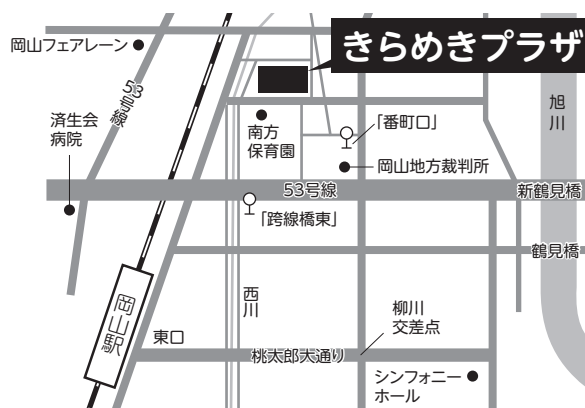 きらめきプラザ
岡山フェアレーン
53号線
済生会
病院
南方
保育園
「番町口」
岡山地方裁判所
旭川
53号線
新鶴見橋
「跨線橋東」
鶴見橋
西川
岡山駅
東口
柳川
交差点
桃太郎大通り
シンフォニー
ホール